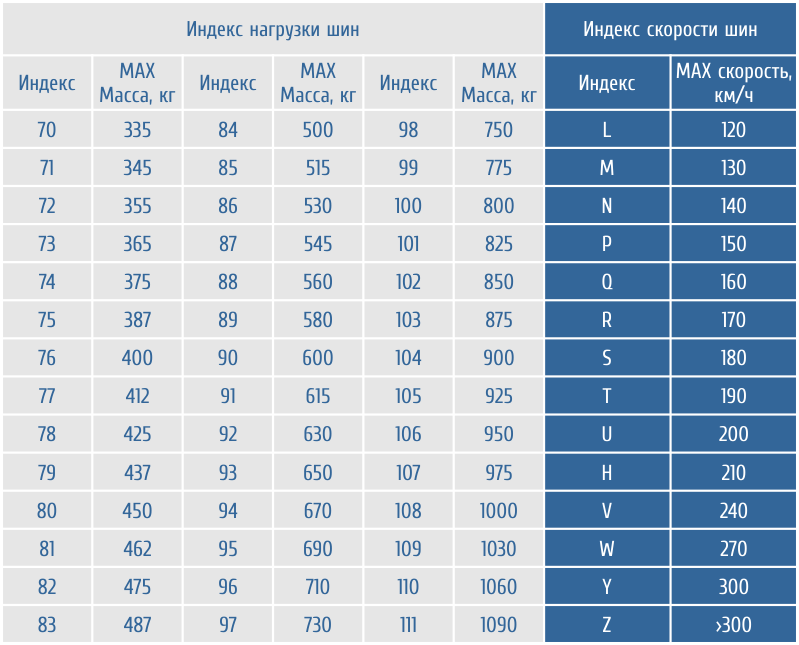 Индекс нагрузки шин Индекс скорости шин
Индекс MAX Масса, кг Индекс MAX Масса, кг Индекс MAX Масса, кг Индекс MAX скорость, км/ч
70 335 84 500 98 750 L 120
71 345 85 515 99 775 M 130
72 355 86 530 100 800 N 140
73 365 87 545 101 825 P 150
74 375 88 560 102 850 Q 160
75 387 89 580 103 875 R 170
76 400 90 600 104 900 S 180
77 412 91 615 105 925 T 190
78 425 92 630 106 950 U 200
79 437 93 650 107 975 H 210
80 450 94 670 108 1000 V 240
81 462 95 690 109 1030 W 270
82 475 96 710 110 1060 Y 300
83 487 97 730 111 1090 Z >300